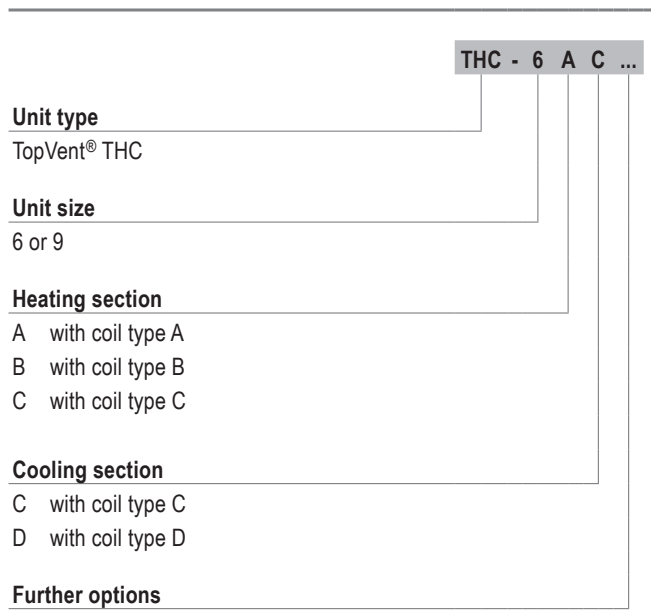 THC - 6 A C ...
Unit type
TopVent® THC
Unit size
6 or 9
Heating section
A with coil type A
B with coil type B
C with coil type C
Cooling section
C with coil type C
D with coil type D
Further options